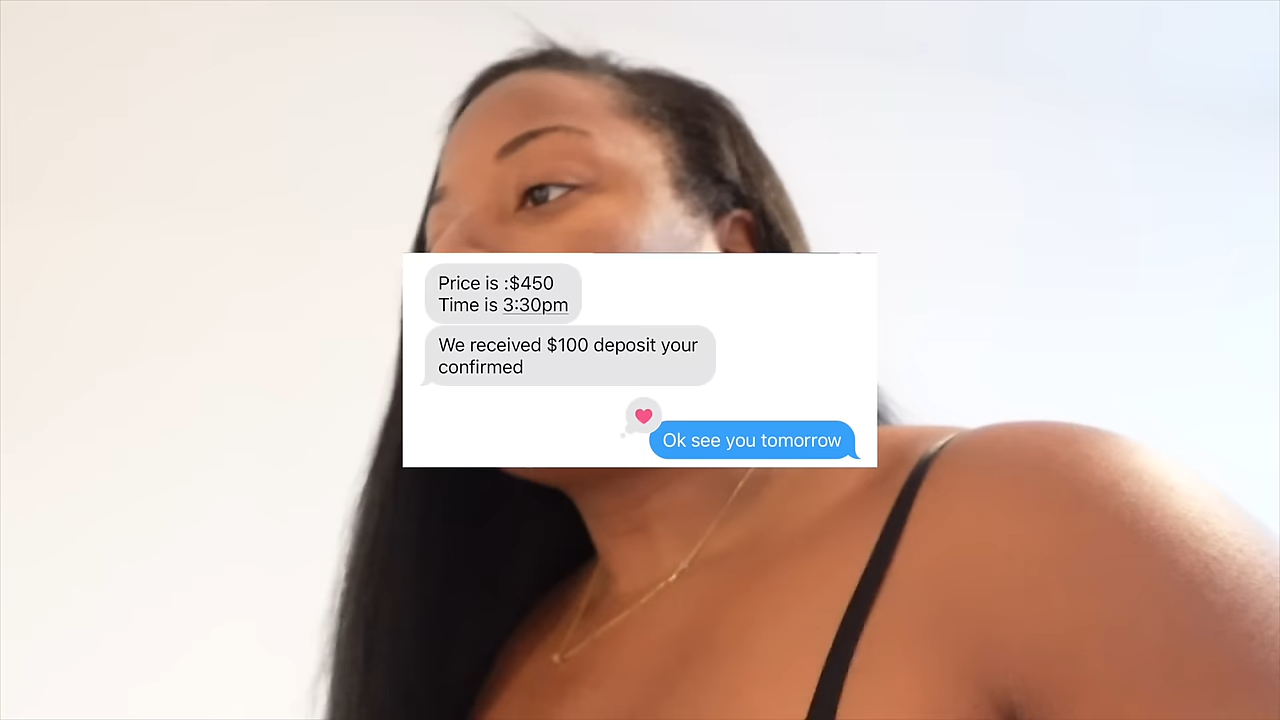 Price is :$450
Time is 3:30pm
We received $100 deposit your
confirmed
Ok see you tomorrow